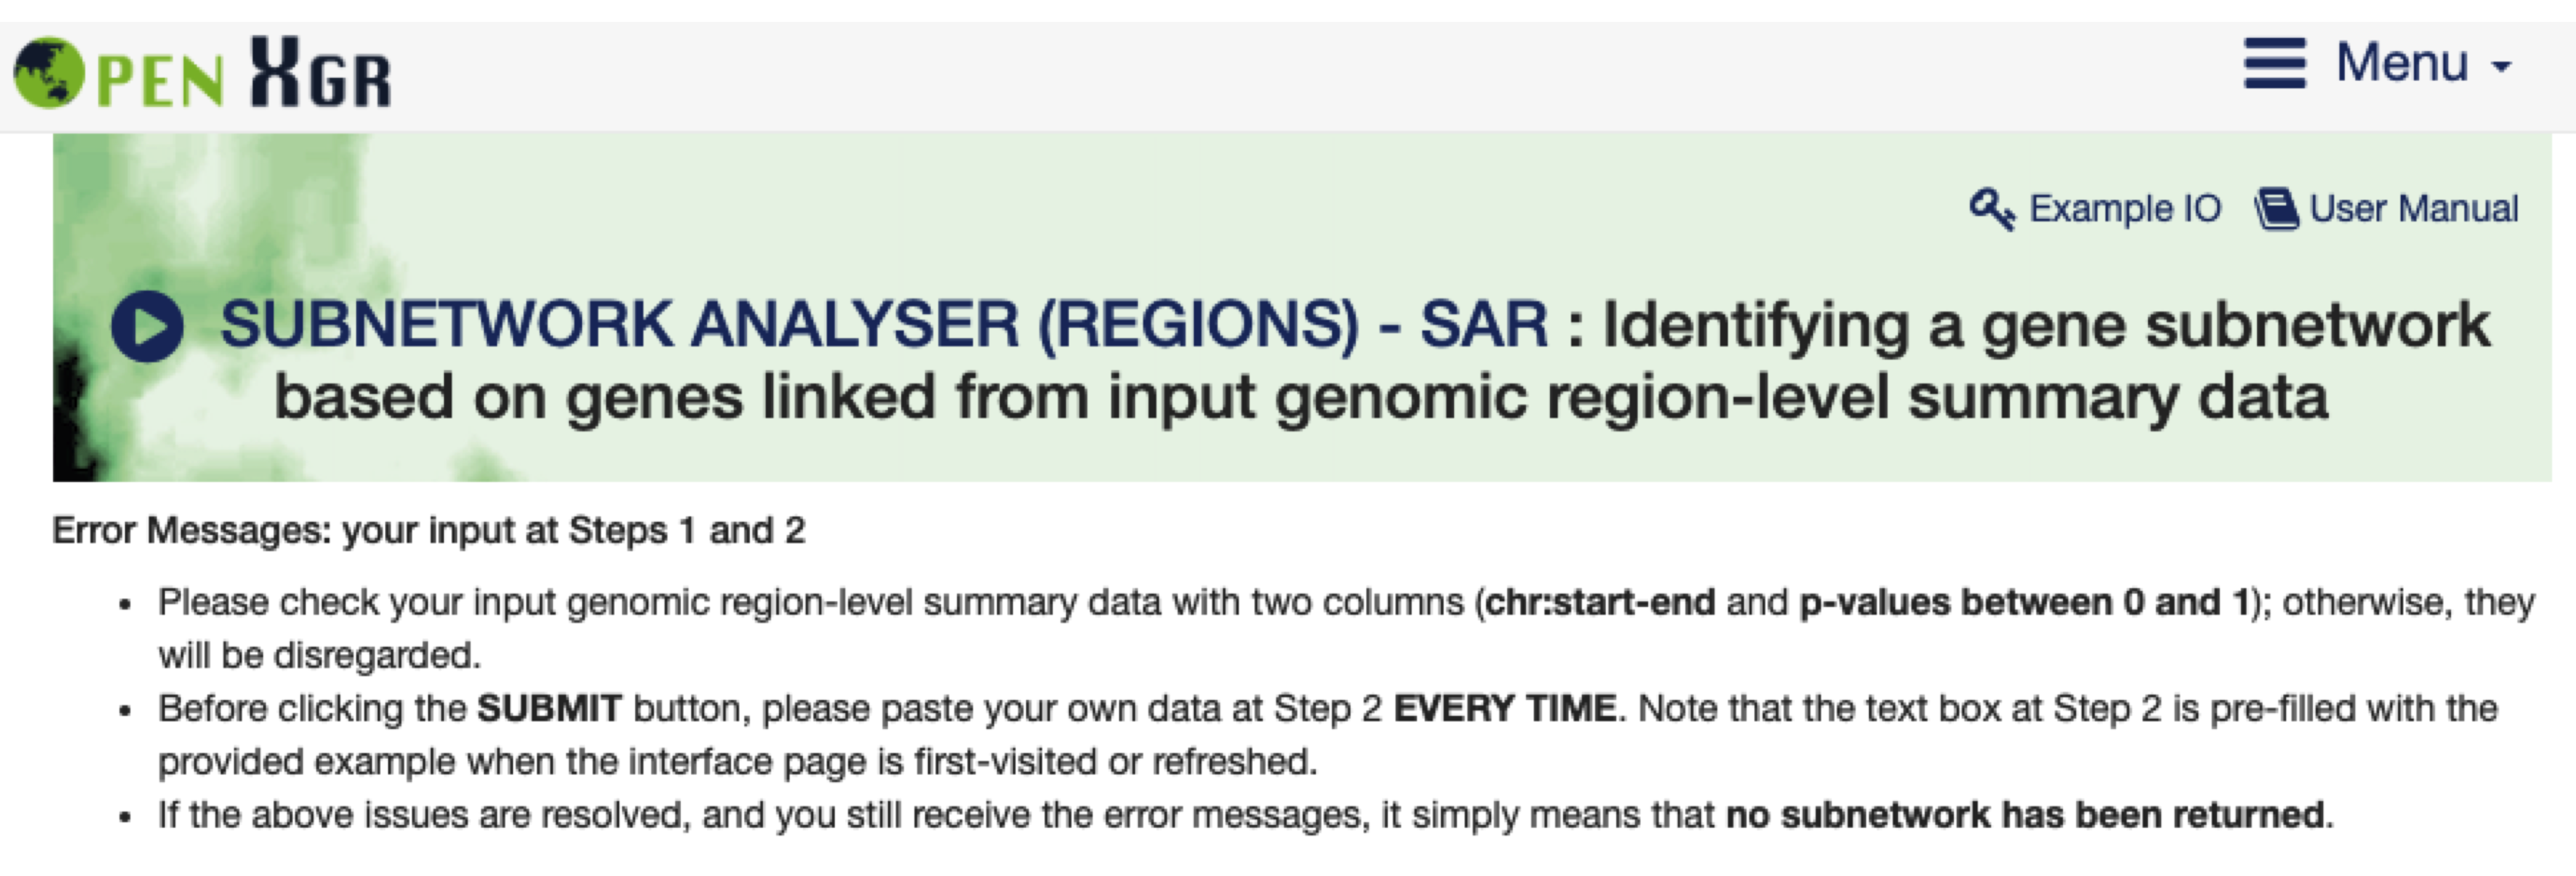 OPEN XGR
Menu
Example IO User Manual
SUBNETWORK ANALYSER (REGIONS) - SAR : Identifying a gene subnetwork
based on genes linked from input genomic region-level summary data
Error Messages: your input at Steps 1 and 2
• Please check your input genomic region-level summary data with two columns (chr:start-end and p-values between 0 and 1); otherwise, they
will be disregarded.
• Before clicking the SUBMIT button, please paste your own data at Step 2 EVERY TIME. Note that the text box at Step 2 is pre-filled with the
provided example when the interface page is first-visited or refreshed.
• If the above issues are resolved, and you still receive the error messages, it simply means that no subnetwork has been returned.